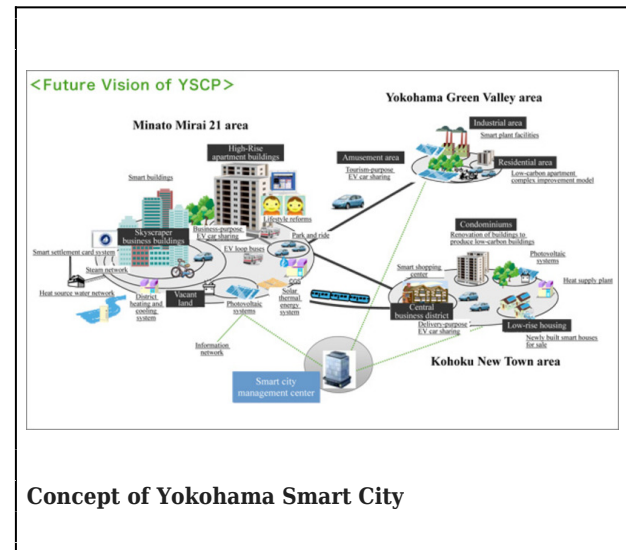 <Future Vision of YSCP>
Yokohama Green Valley area
Minato Mirai 21 area
Industrial area
Smart plant facilities
High-Rise
apartment buildings
Amusement area
Tourism-purpose
EV car sharing
Residential area
Low-carbon apartment
complex improvement model
Smart buildings
Lifestyle reforms
Condominiums
Renovation of buildings to
produce low-carbon buildings
Business-purpose
EV car sharing
Park and ride
Skyscraper
business buildings
Smart settlement card system
EV loop buses
Steam network
Photovoltaic
systems
Smart shopping
center
Heat supply plant
CGS
Heat source water network
District
heating and
cooling
system
Vacant
land
Photovoltaic
systems
Solar
thermal
energy
system
Central
business district
Delivers-purpose
EV car sharing
Low-rise housing
Newly built smart houses
for sale
Information
network
Kohoku New Town area
Smart city
management center
Concept of Yokohama Smart City